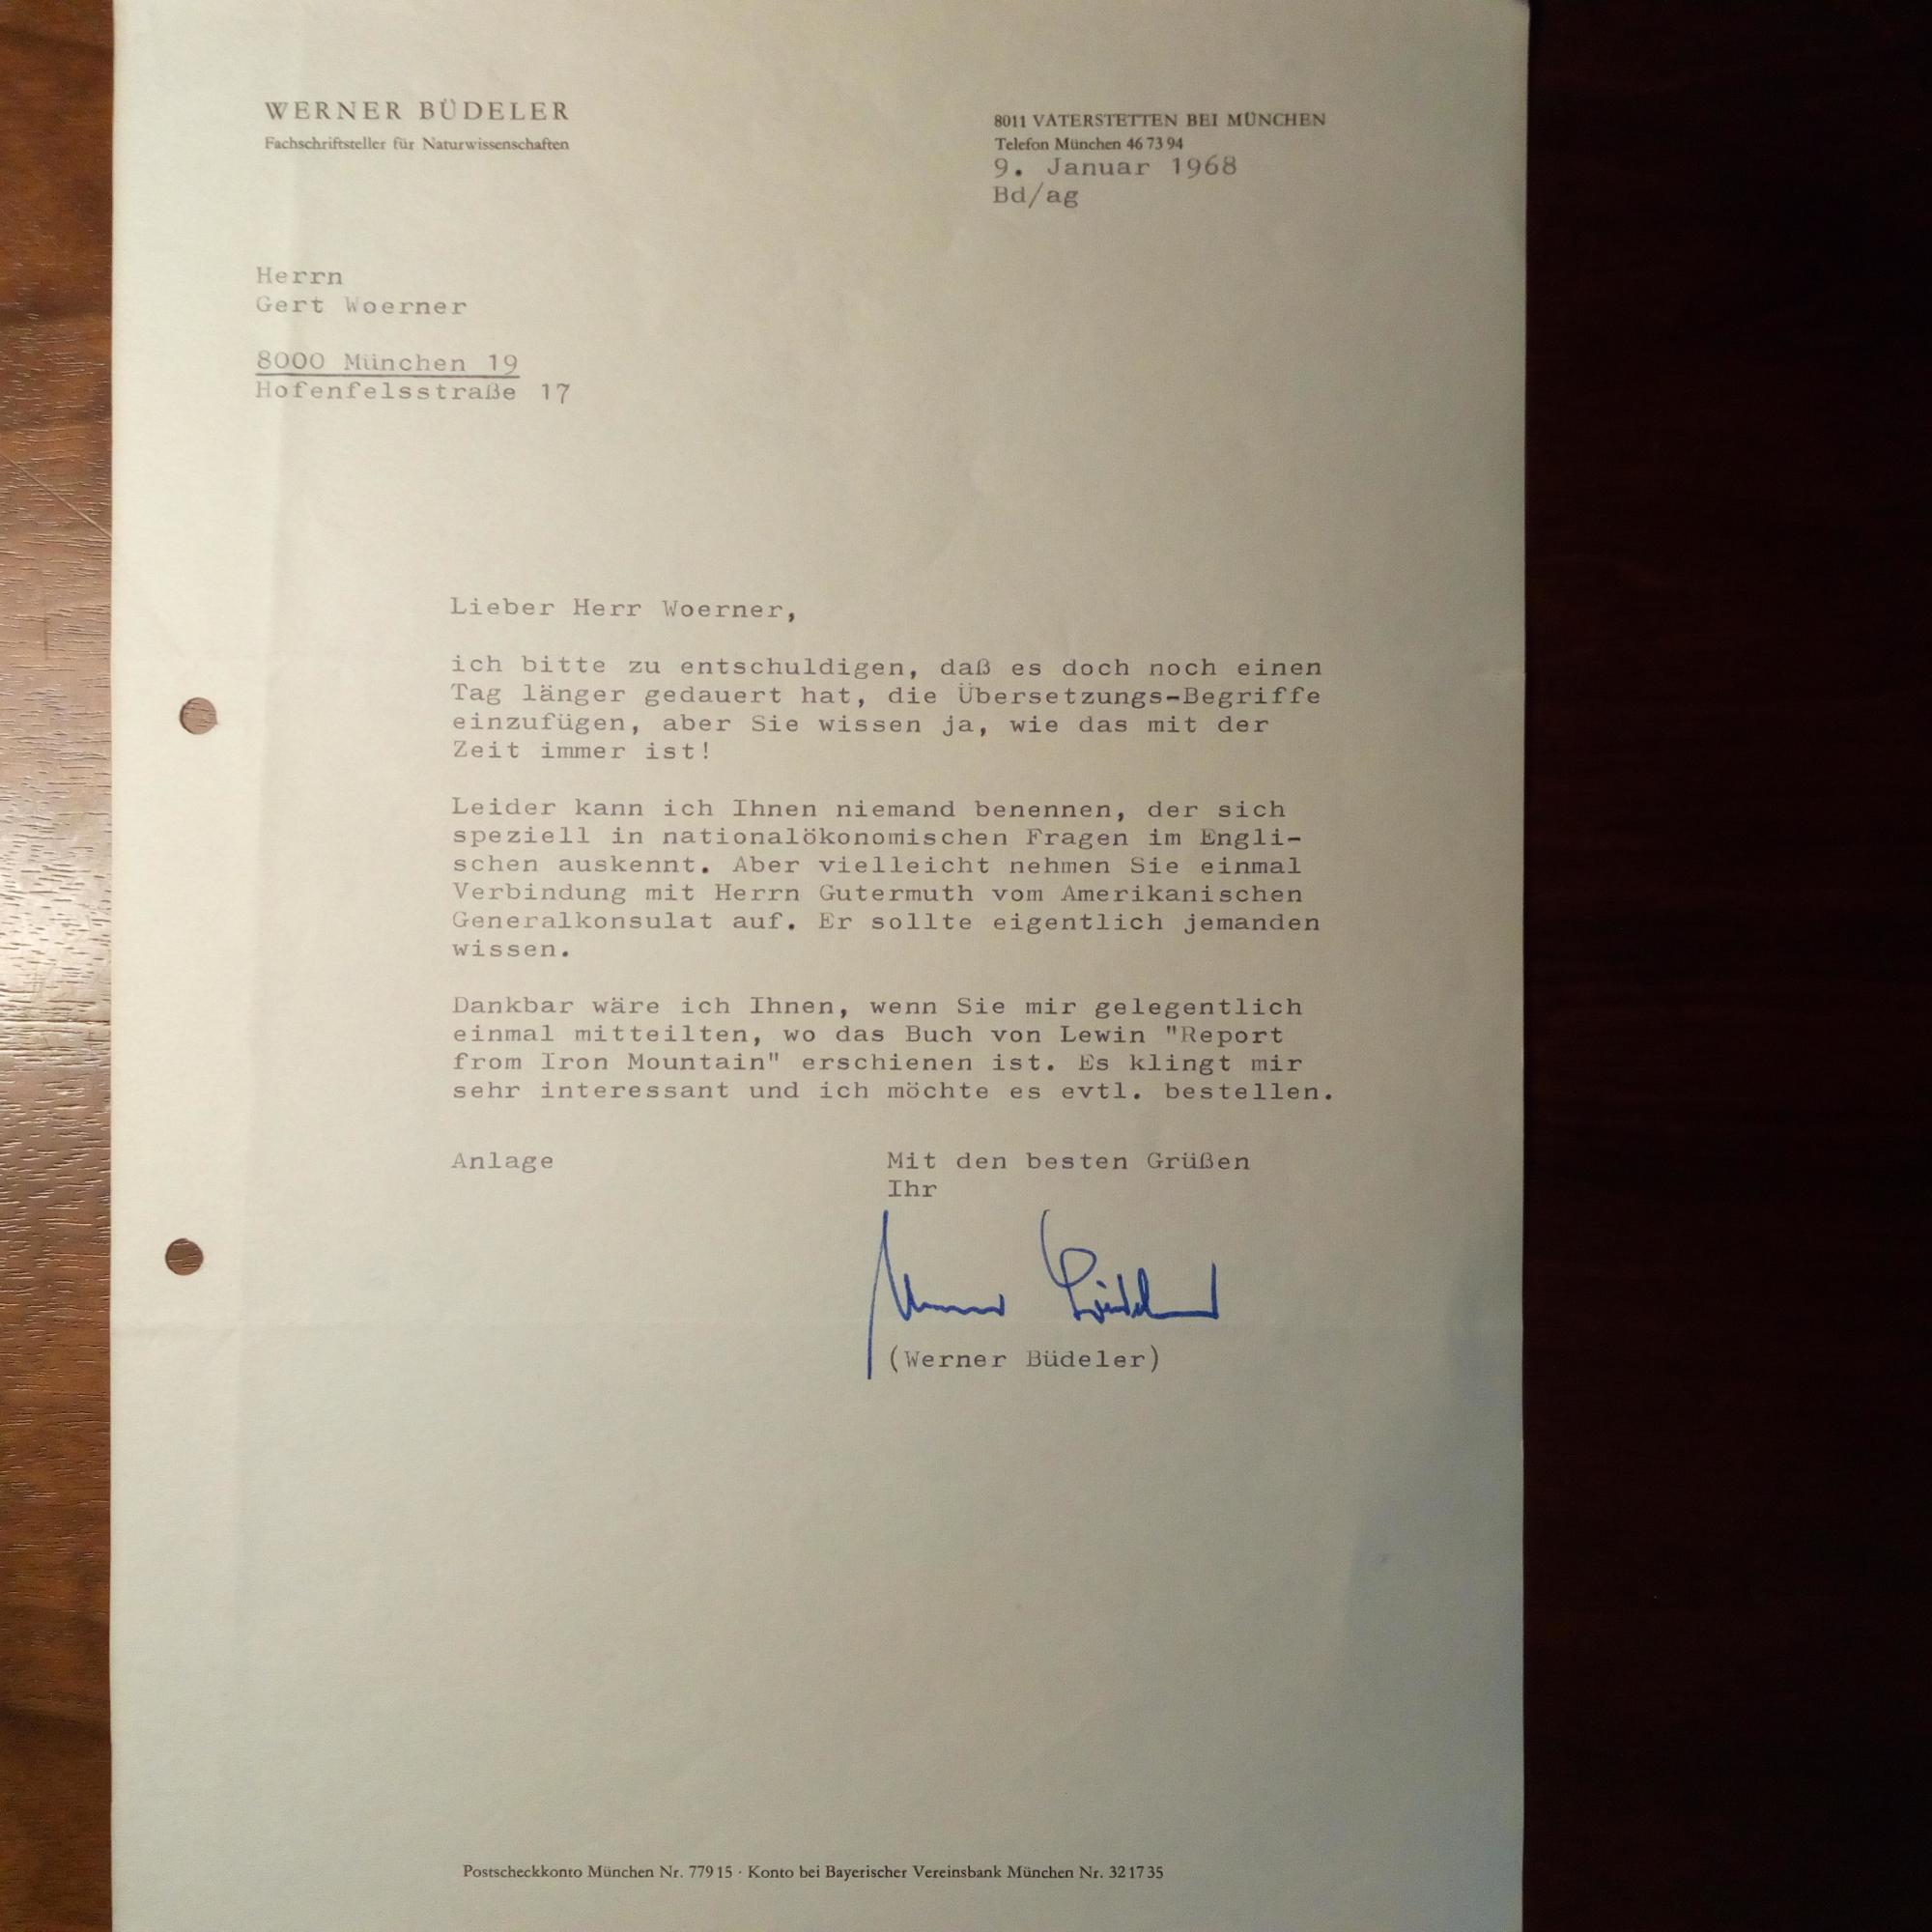 WERNER BÜDELER
Fachschriftsteller für Naturwissenschaften
8011 VATERSTETTEN BEI MÜNCHEN
Telefon München 46 73 94
9. Januar 1968
Bd/ag
Herrn
Gert Woerner
8000 München 19
Hofenfelsstraße 17
Lieber Herr Woerner,
ich bitte zu entschuldigen, daß es doch noch einen
Tag länger gedauert hat, die Übersetzungs-Begriffe
einzufügen, aber Sie wissen ja, wie das mit der
Zeit immer ist!
Leider kann ich Ihnen niemand benennen, der sich
speziell in nationalökonomischen Fragen im Engli-
schen auskennt. Aber vielleicht nehmen Sie einmal
Verbindung mit Herrn Gutermuth vom Amerikanischen
Generalkonsulat auf. Er sollte eigentlich jemanden
wissen.
Dankbar wäre ich Ihnen, wenn Sie mir gelegentlich
einmal mitteilten, wo das Buch von Lewin "Report
from Iron Mountain" erschienen ist. Es klingt mir
sehr interessant und ich möchte es evtl. bestellen.
Anlage
Mit den besten Grüßen
Ihr
Werner Büdeler
(Werner Büdeler)
Postscheckkonto München Nr. 779 15 · Konto bei Bayerischer Vereinsbank München Nr. 32 17 35